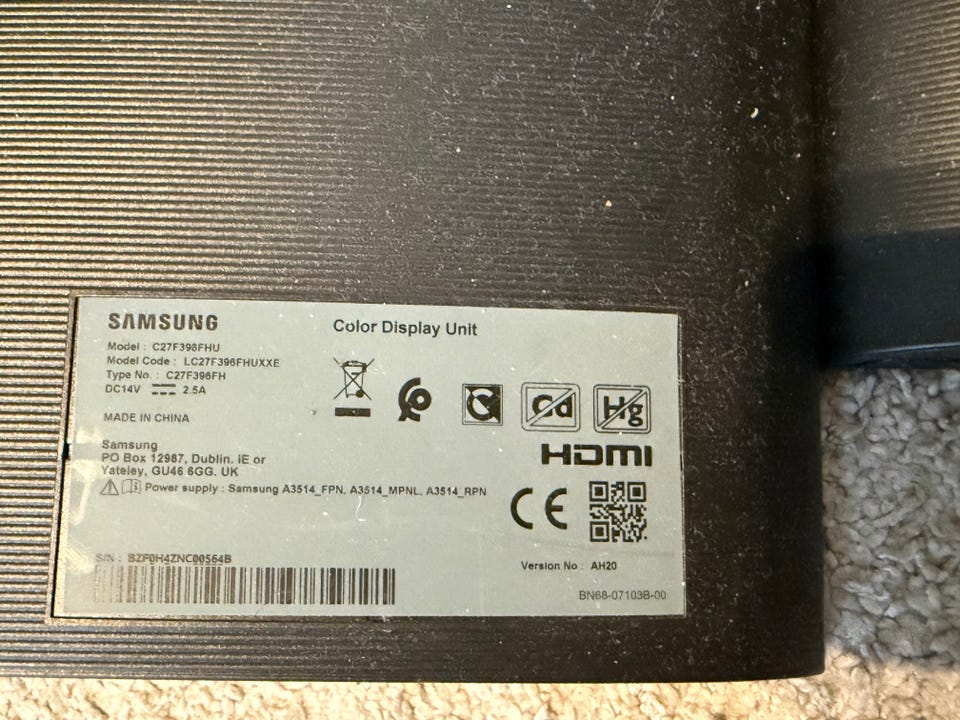 SAMSUNG
Color Display Unit
Model : C27F396FHU
Model Code : LC27F396FHUXXE
Type No. : C27F396FH
DC14V 2.5A
MADE IN CHINA
Cd
Hg
Samsung
PO Box 12987, Dublin. IE or
Yateley, GU46 6GG. UK
HDMI
Power supply : Samsung A3514_FPN, A3514_MPNL, A3514_RPN
CE
S/N : BZF0H4ZNC00564B
Version No : AH20
BN68-07103B-00